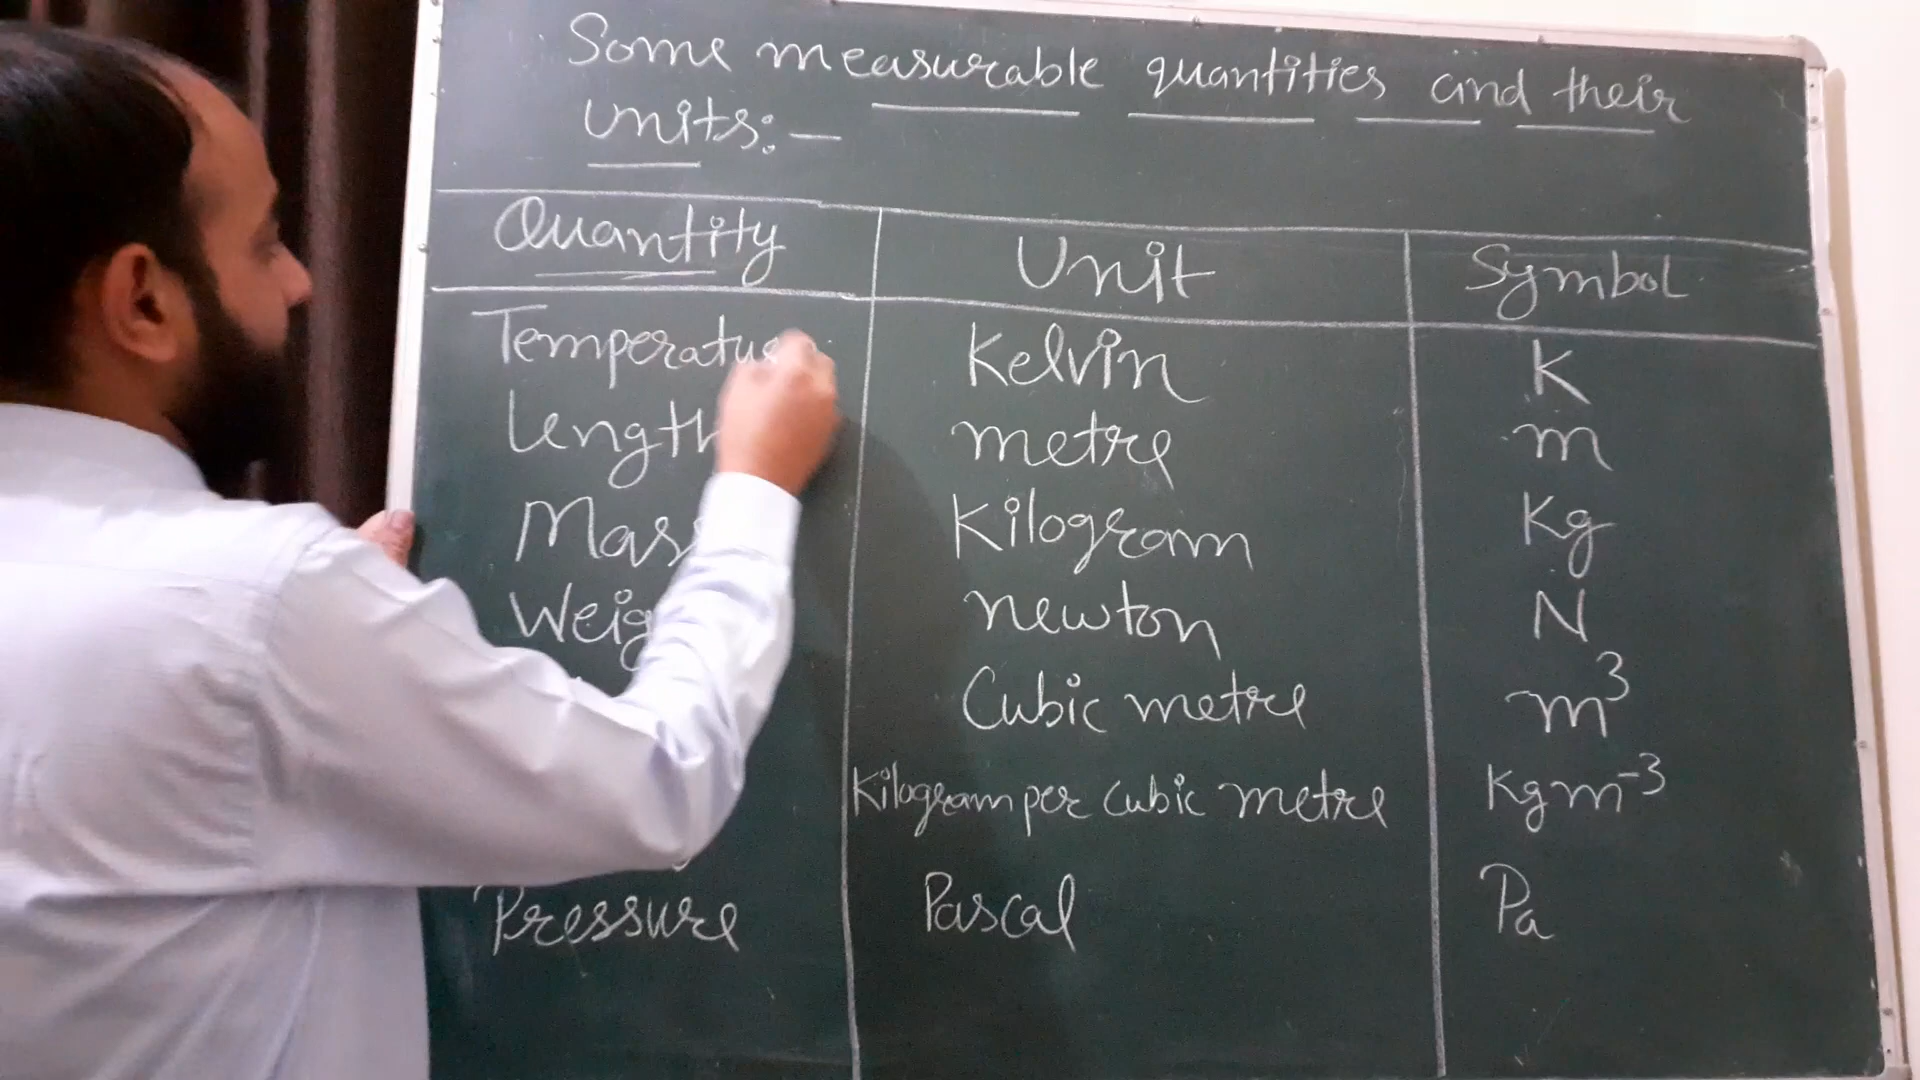 Some measurable quantities and their
units:-
Quantity Unit Symbol
Kelvin K
Length metre m
Kilogram Kg
newton N
Cubic metre m³
Kilogram per cubic metre Kgm⁻³
Pressure Pascal Pa